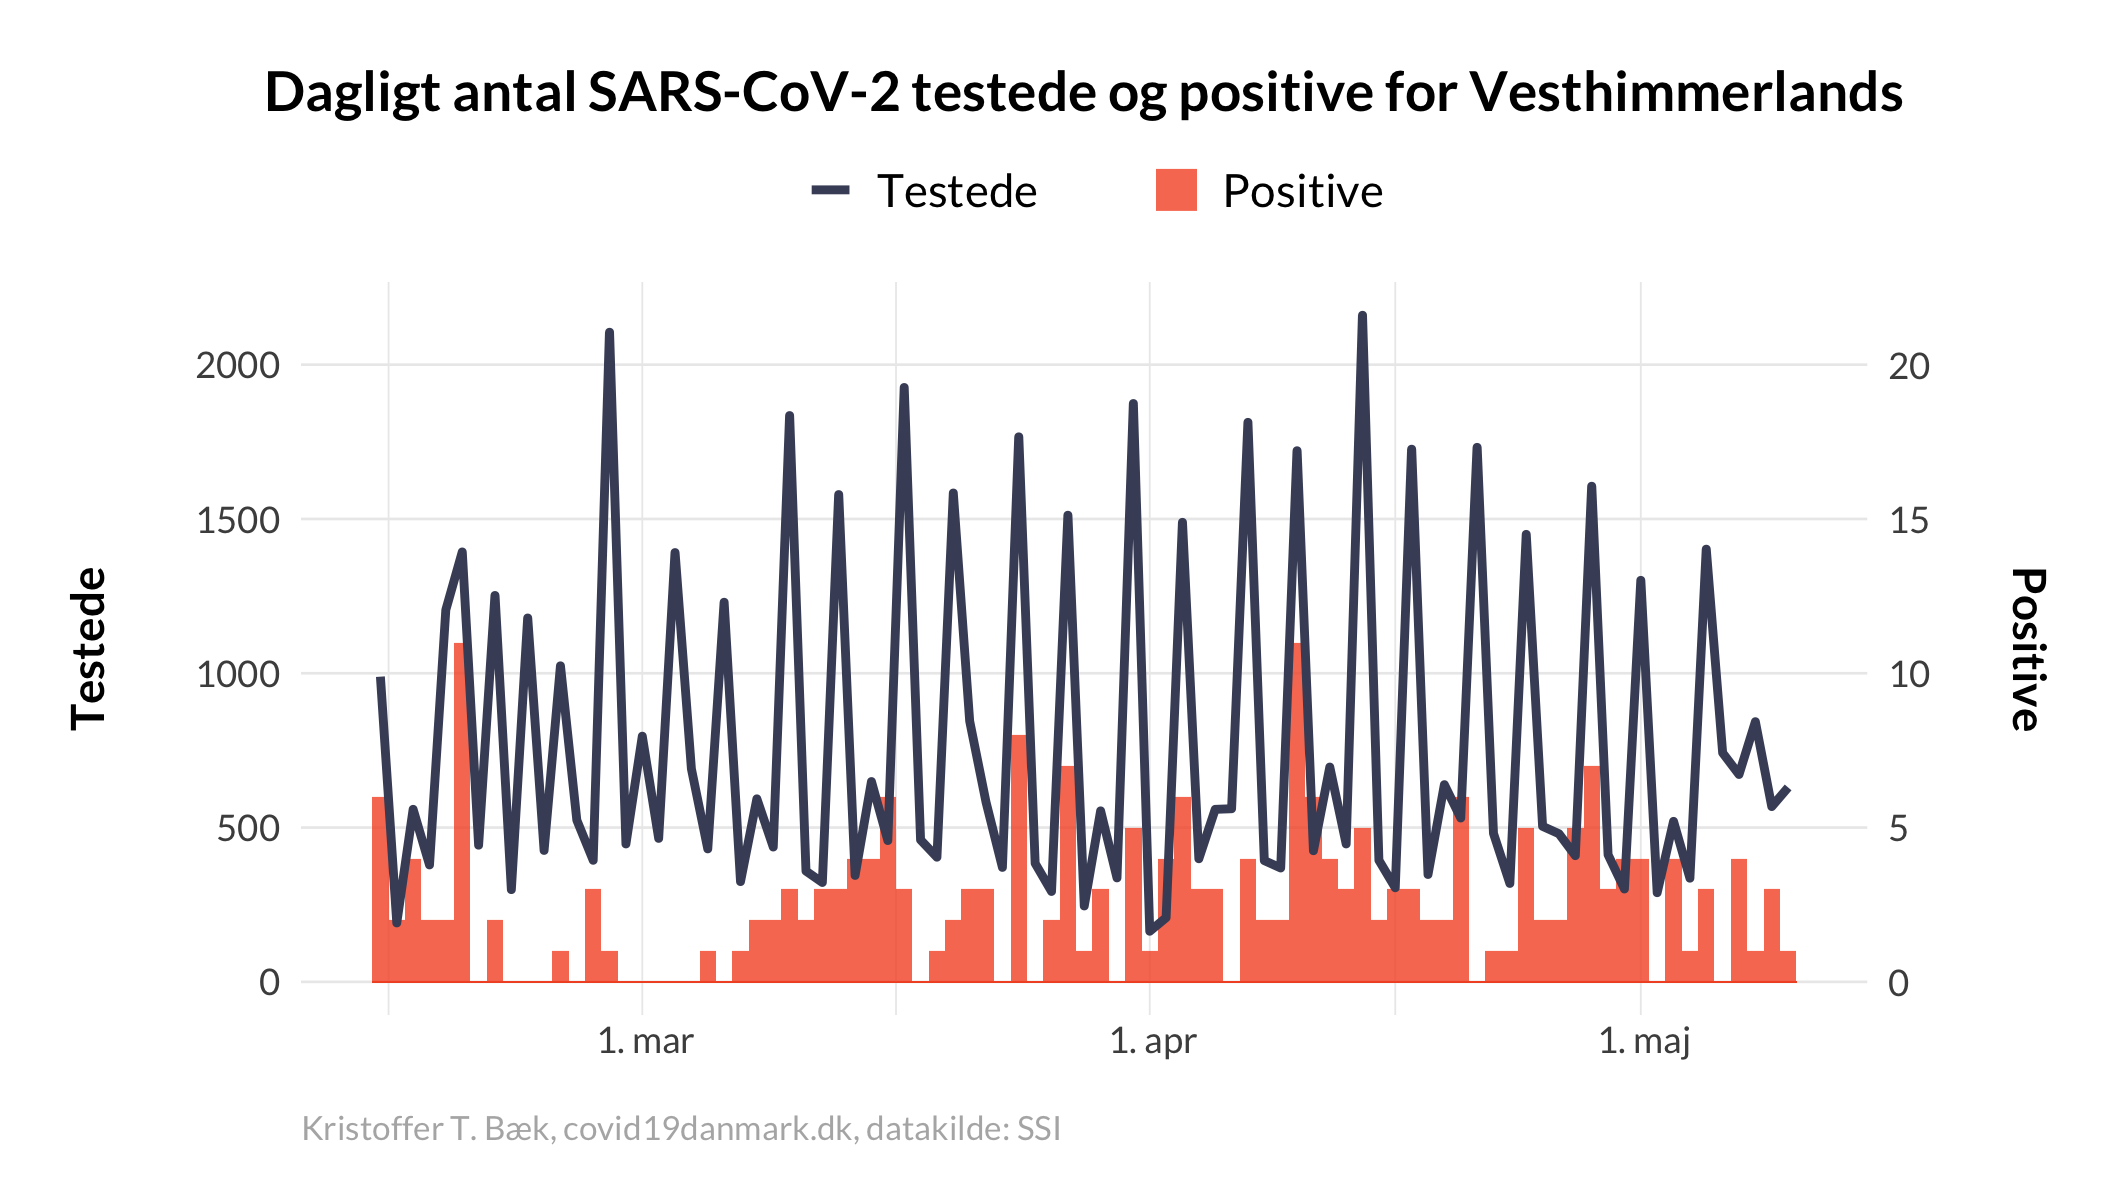 Dagligt antal SARS-CoV-2 testede og positive for Vesthimmerlands
Testede
Positive
2000
1500
1000
500
0
20
15
10
5
0
Testede
Positive
1. mar
1. apr
1. maj
Kristoffer T. Bæk, covid19danmark.dk, datakilde: SSI